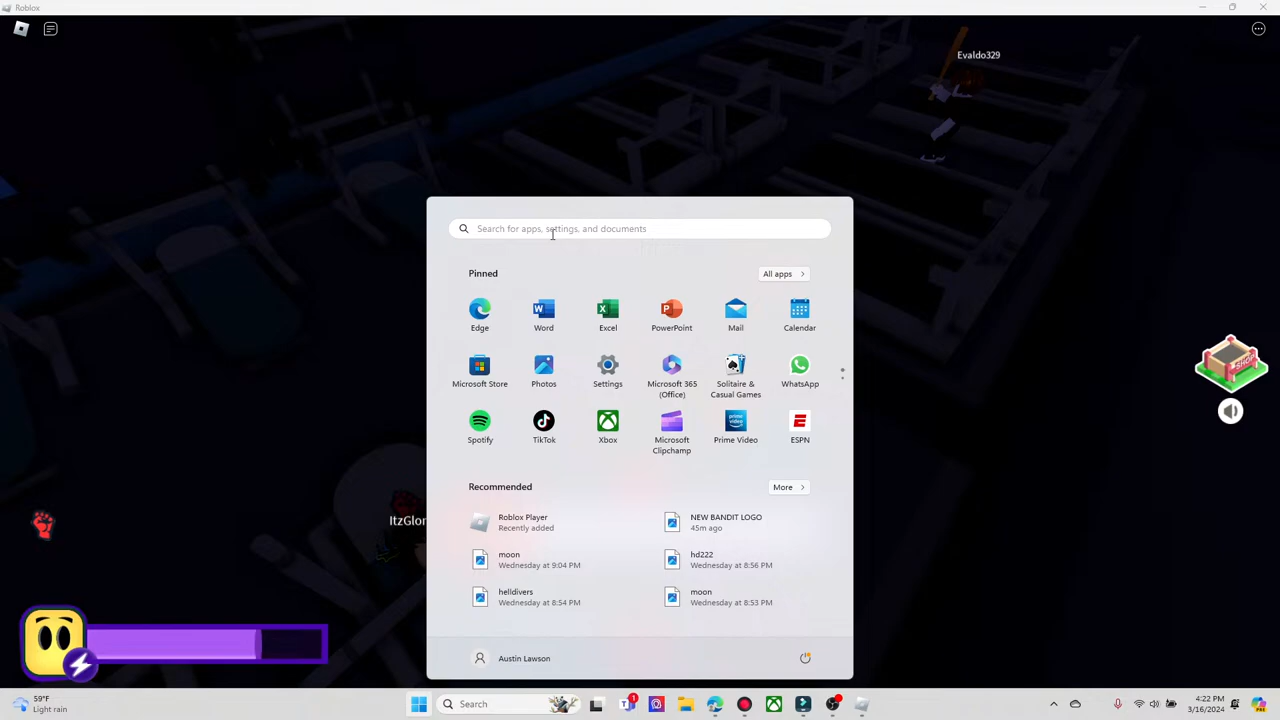 Roblox
Evaldo329
Search for apps, settings, and documents
Pinned
All apps
Edge
Word
Excel
PowerPoint
Mail
Calendar
Microsoft Store
Photos
Settings
Microsoft 365
(Office)
Solitaire &
Casual Games
WhatsApp
Spotify
TikTok
Xbox
Microsoft
Clipchamp
Prime Video
ESPN
SHOP
Recommended
More
Roblox Player
Recently added
NEW BANDIT LOGO
45m ago
ItzGlor
moon
Wednesday at 9:04 PM
hd222
Wednesday at 8:56 PM
helldivers
Wednesday at 8:54 PM
moon
Wednesday at 8:53 PM
Austin Lawson
59°F
Light rain
Search
1
4:22 PM
3/16/2024